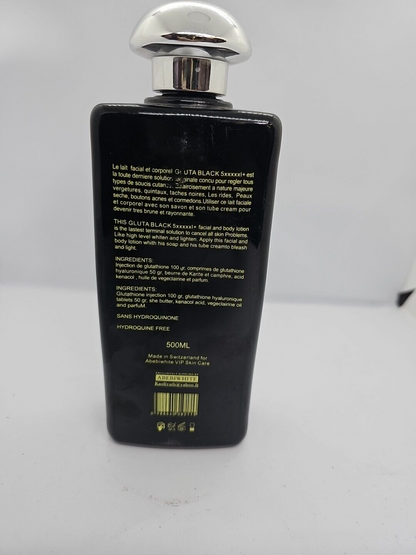 Le lait facial et corporel GLUTA BLACK 5xxxxxl+ est
la toute derniere solution originale concu pour regler tous
types de soucis cutan, Eclaircissement a nature majeure
vergetures, quintaux, taches noires, Les rides, Peaux
seche, boutons acnes et comedons.Utiliser ce lait faciale
et corporel avec son savon et son tube cream pour
devenir tres brune et rayonnante.
THIS GLUTA BLACK 5xxxxxl+ facial and body lotion
is the lastest terminal solution to cancel all skin Problems.
Like high level whiten and lighten. Apply this facial and
body lotion whith his soap and his tube creamto bleash
and light.
INGREDIENTS:
Injection de glutathione 100 gr, comprimes de glutathione
hyaluronique 50 gr, beurre de Karite et camphre, acid
kenacol, huile de vegeclairine et parfum.
INGREDIENTS
Glutathione injection 100 gr, glutathione hyaluronique
tablets 50 gr, she butter, kenacol acid, vegeclairine oil
and parfuM.
SANS HYDROQUINONE
HYDROQUINE FREE
500ML
Made in Switzerland for
Abebiwhite VIP Skin Care
ABEBIWHITE